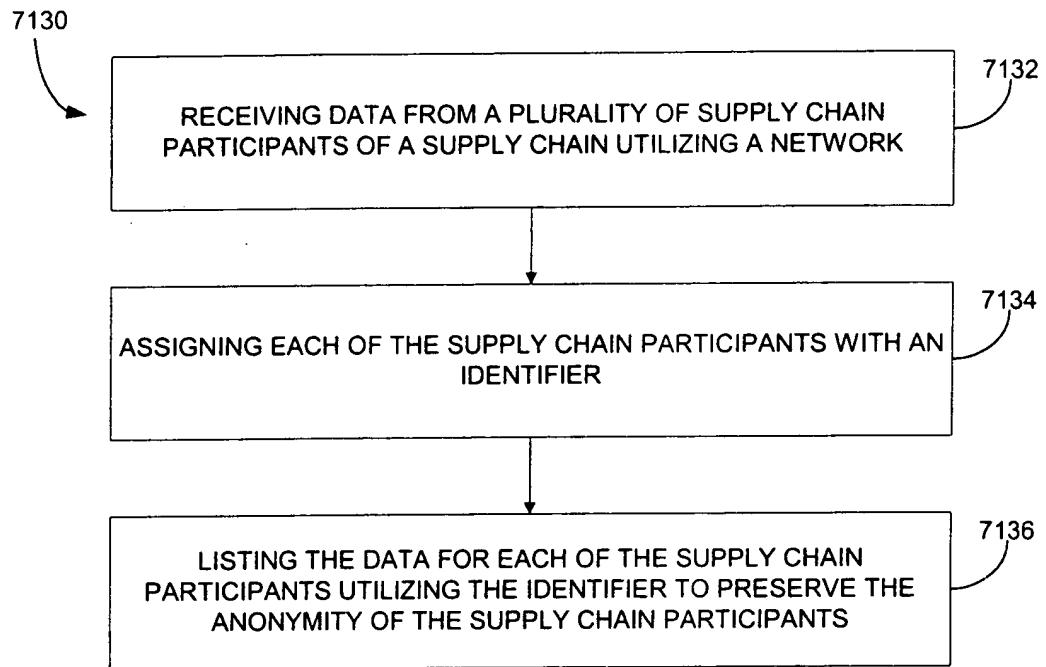 7130
7132
RECEIVING DATA FROM A PLURALITY OF SUPPLY CHAIN
PARTICIPANTS OF A SUPPLY CHAIN UTILIZING A NETWORK
7134
ASSIGNING EACH OF THE SUPPLY CHAIN PARTICIPANTS WITH AN
IDENTIFIER
7136
LISTING THE DATA FOR EACH OF THE SUPPLY CHAIN
PARTICIPANTS UTILIZING THE IDENTIFIER TO PRESERVE THE
ANONYMITY OF THE SUPPLY CHAIN PARTICIPANTS